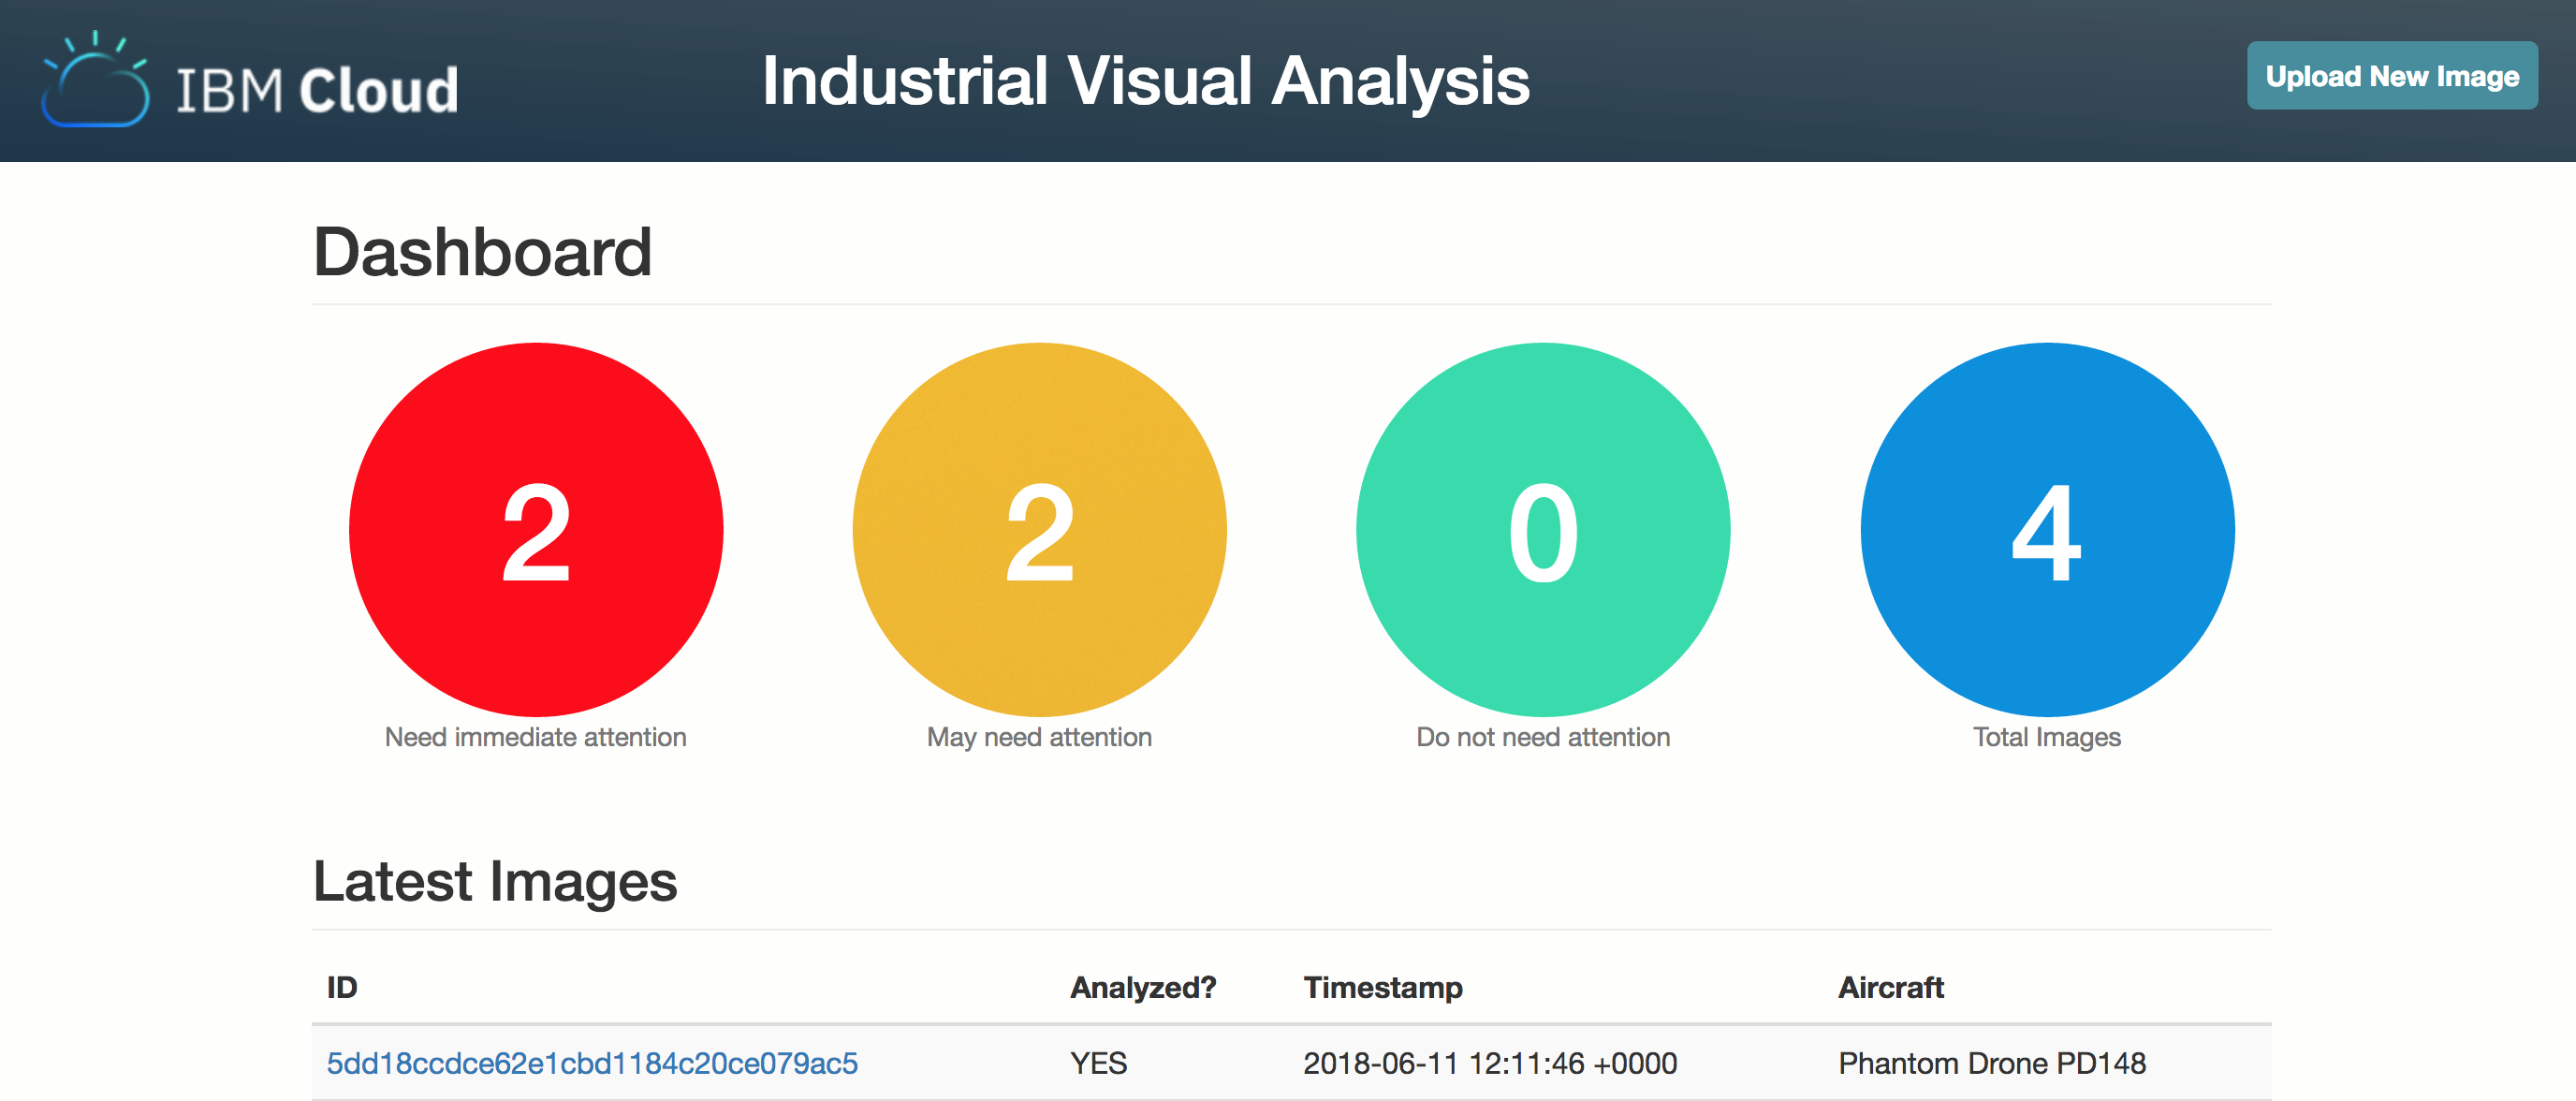 IBM Cloud
Industrial Visual Analysis
Upload New Image
Dashboard
2
2
0
4
Need immediate attention
May need attention
Do not need attention
Total Images
Latest Images
ID Analyzed? Timestamp Aircraft
5dd18ccdce62e1cbd1184c20ce079ac5 YES 2018-06-11 12:11:46 +0000 Phantom Drone PD148